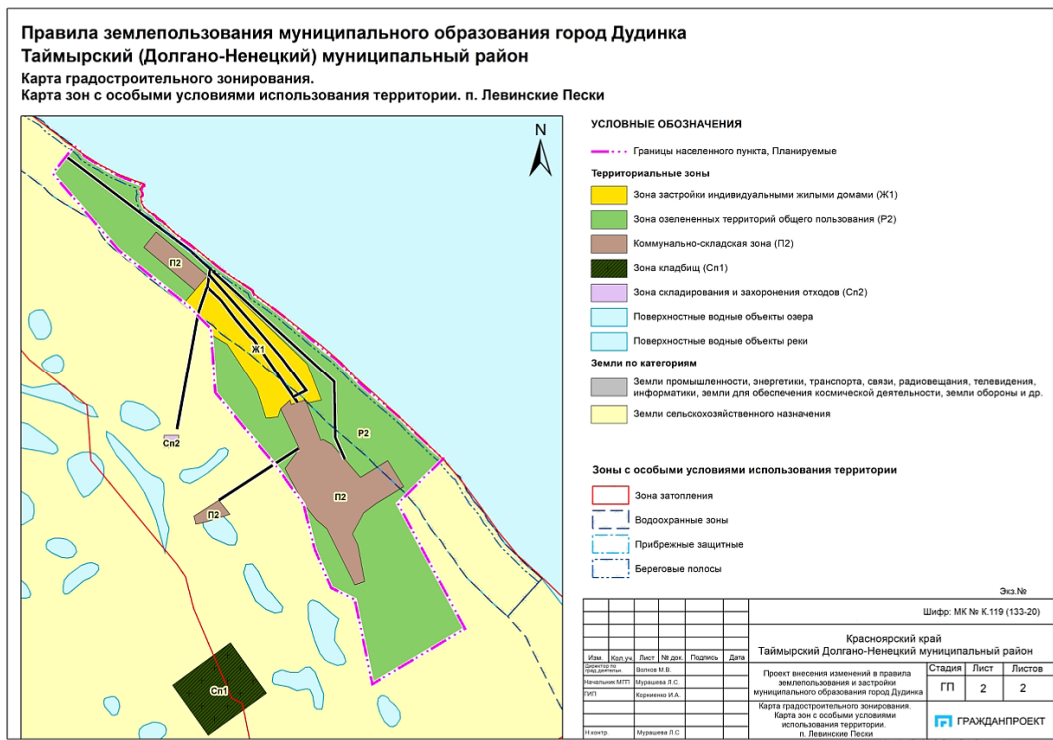 Правила землепользования муниципального образования город Дудинка
Таймырский (Долгано-Ненецкий) муниципальный район
Карта градостроительного зонирования.
Карта зон с особыми условиями использования территории. п. Левинские Пески
N
П2
Ж1
Р2
Сп2
П2
П2
Сп1
УСЛОВНЫЕ ОБОЗНАЧЕНИЯ
Границы населенного пункта, Планируемые
Территориальные зоны
Зона застройки индивидуальными жилыми домами (Ж1)
Зона озелененных территорий общего пользования (Р2)
Коммунально-складская зона (П2)
Зона кладбищ (Сп1)
Зона складирования и захоронения отходов (Сп2)
Поверхностные водные объекты озера
Поверхностные водные объекты реки
Земли по категориям
Земли промышленности, энергетики, транспорта, связи, радиовещания, телевидения,
информатики, земли для обеспечения космической деятельности, земли обороны и др.
Земли сельскохозяйственного назначения
Зоны с особыми условиями использования территории
Зона затопления
Водоохранные зоны
Прибрежные защитные
Береговые полосы
Экз.№
Шифр: МК № К.119 (133-20)
Красноярский край
Таймырский Долгано-Ненецкий муниципальный район
Изм. Кол.уч. Лист № док. Подпись Дата
Директор по
град.деятельн. Волков М.В.
Начальник МТП Мурашева Л.С.
ГИП Корниенко И.А.
Н.контр. Мурашева Л.С
Проект внесения изменений в правила
землепользования и застройки
муниципального образования город Дудинка
Стадия Лист Листов
ГП 2 2
Карта градостроительного зонирования.
Карта зон с особыми условиями
использования территории.
п. Левинские Пески
ГРАЖДАНПРОЕКТ